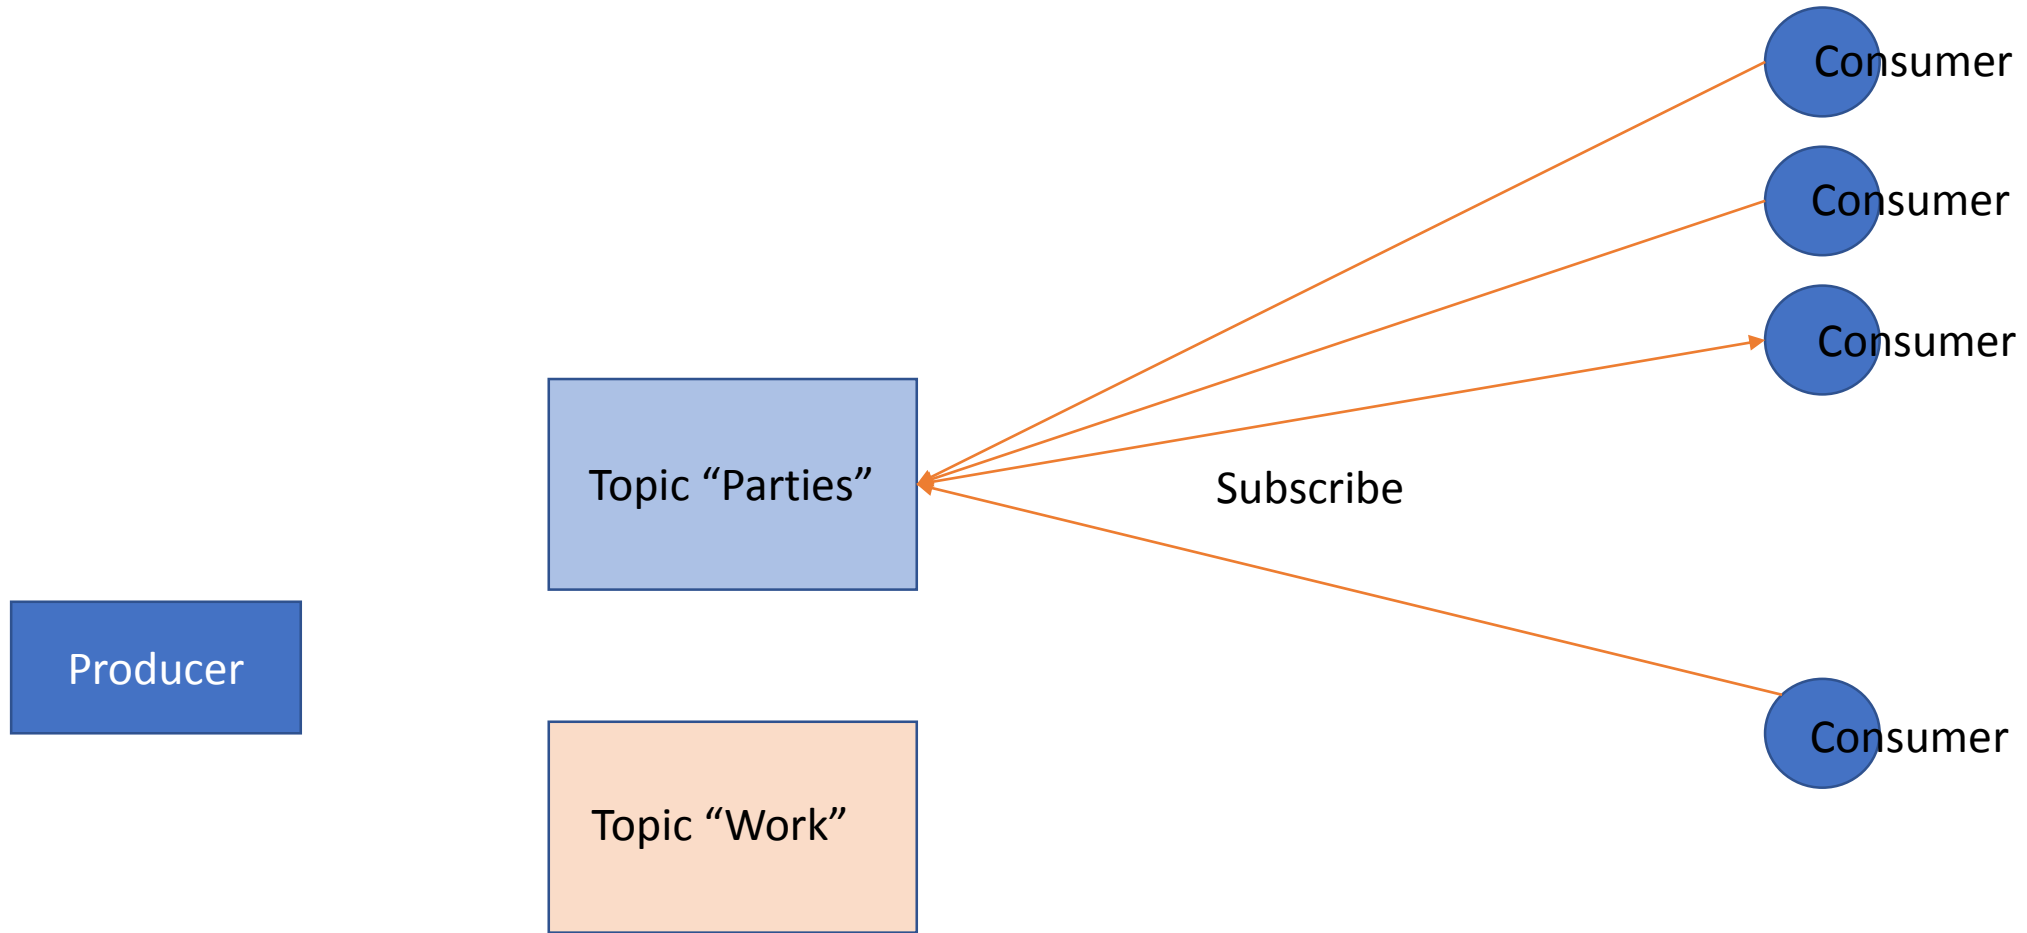 Consumer
Consumer
Consumer
Topic “Parties”
Subscribe
Producer
Consumer
Topic “Work”